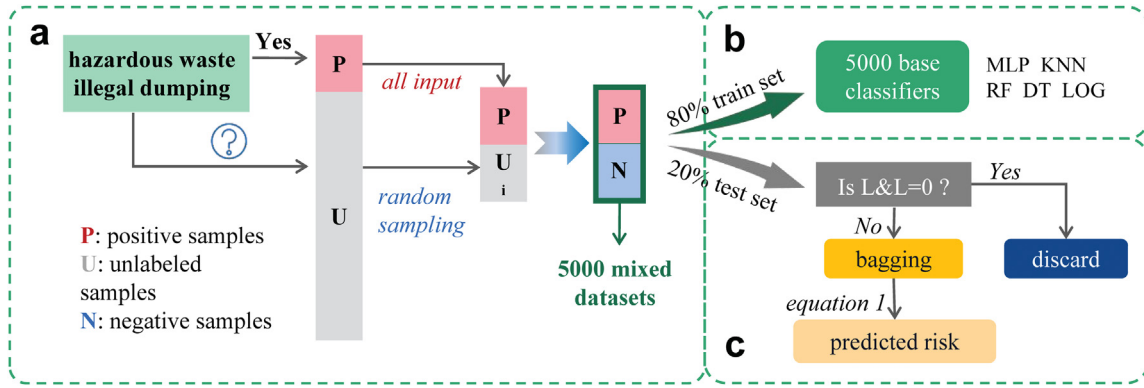 a
hazardous waste
illegal dumping
Yes
?
P
U
all input
random
sampling
P
U
i
P
N
5000 mixed
datasets
P: positive samples
U: unlabeled
samples
N: negative samples
80% train set
20% test set
b
5000 base
classifiers
MLP KNN
RF DT LOG
Is L&L=0 ?
Yes
No
bagging
discard
equation 1
predicted risk
c